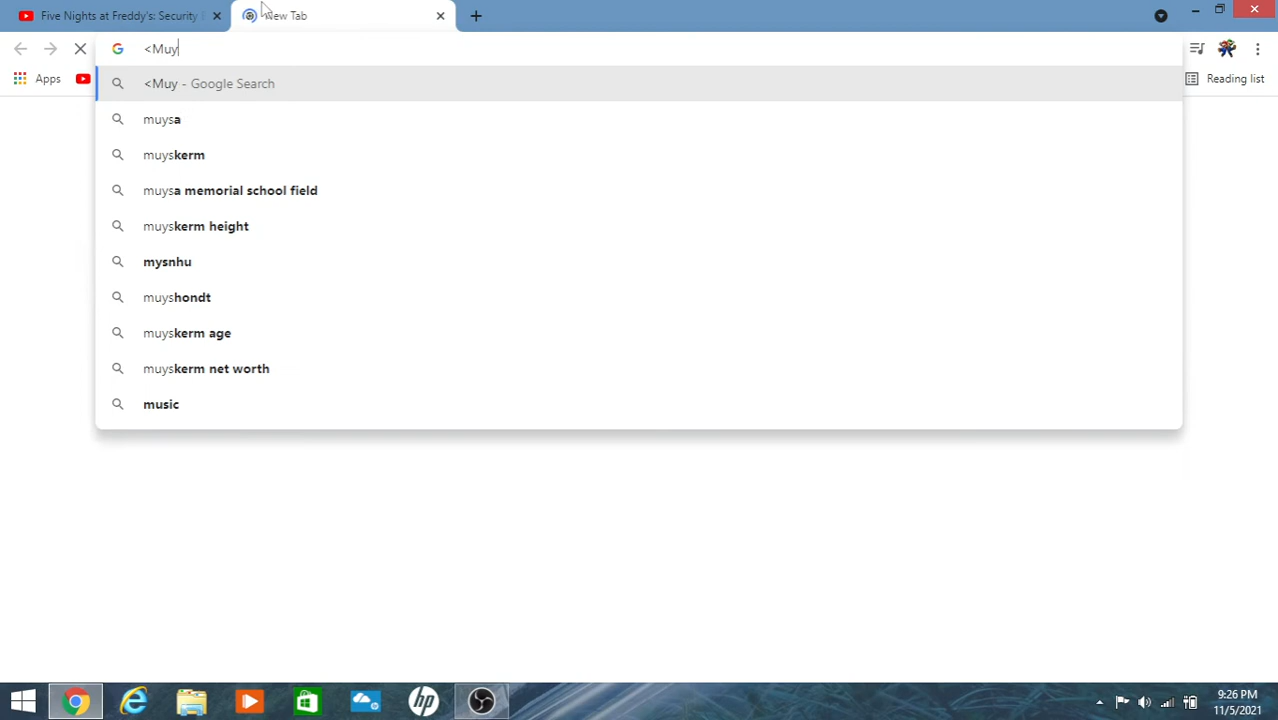 Five Nights at Freddy's: Security
New Tab
<Muy
Apps
Reading list
<Muy - Google Search
muysa
muyskerm
muysa memorial school field
muyskerm height
mysnhu
muyshondt
muyskerm age
muyskerm net worth
music
hp
9:26 PM
11/5/2021